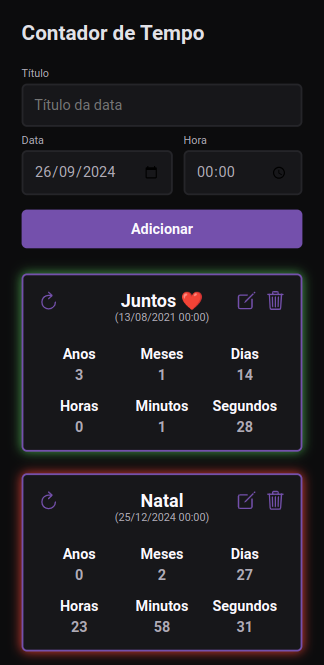 Contador de Tempo
Título
Título da data
Data Hora
26/09/2024 00:00
Adicionar
Juntos ❤️
(13/08/2021 00:00)
Anos Meses Dias
3 1 14
Horas Minutos Segundos
0 1 28
Natal
(25/12/2024 00:00)
Anos Meses Dias
0 2 27
Horas Minutos Segundos
23 58 31